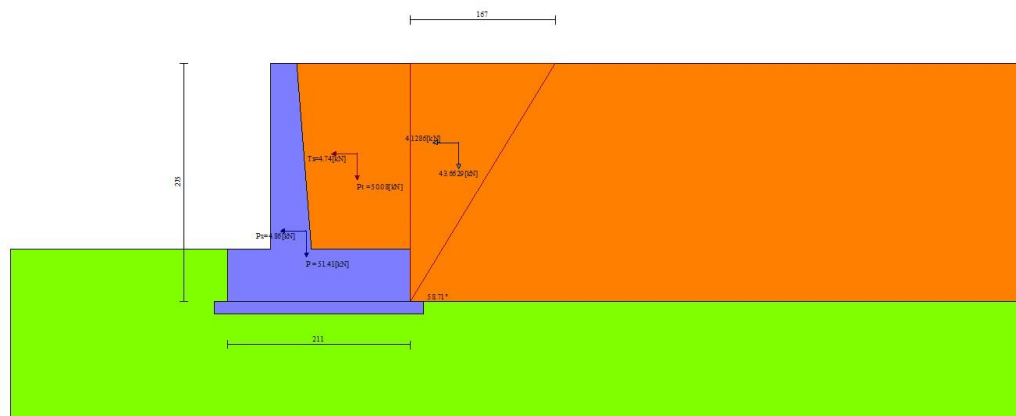 167
4.1286[kN]
Ts=4.74[kN]
43.6629[kN]
275
Pt = 50.08[kN]
Ps=4.86[kN]
P = 51.41[kN]
58.71°
211